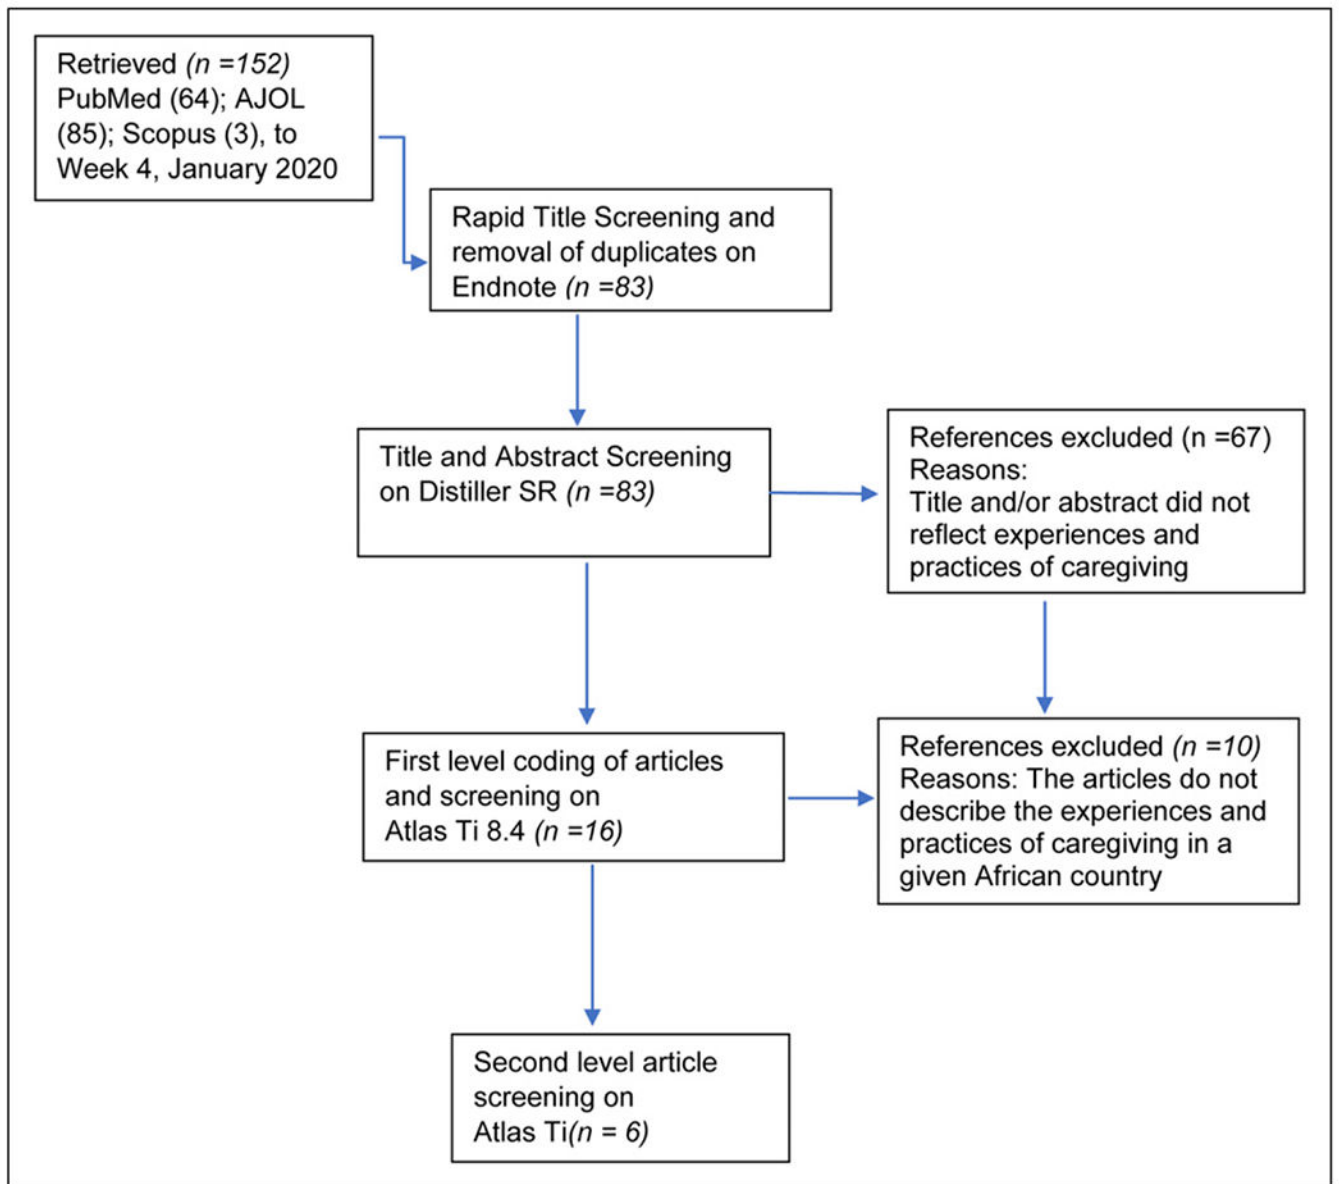 Retrieved (n =152)
PubMed (64); AJOL
(85); Scopus (3), to
Week 4, January 2020
Rapid Title Screening and
removal of duplicates on
Endnote (n =83)
Title and Abstract Screening
on Distiller SR (n =83)
References excluded (n =67)
Reasons:
Title and/or abstract did not
reflect experiences and
practices of caregiving
First level coding of articles
and screening on
Atlas Ti 8.4 (n =16)
References excluded (n =10)
Reasons: The articles do not
describe the experiences and
practices of caregiving in a
given African country
Second level article
screening on
Atlas Ti(n = 6)